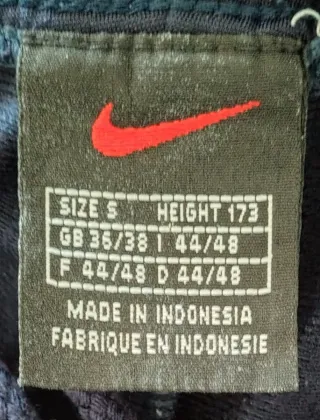 SIZE S HEIGHT 173
GB 36/38 I 44/48
F 44/48 D 44/48
MADE IN INDONESIA
FABRIQUE EN INDONESIE